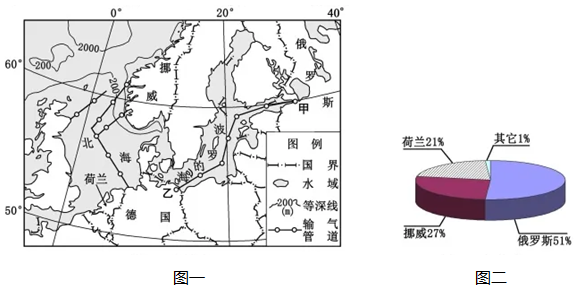 0°
20°
40°
2000
200
200
60°
50°
挪
威
俄
罗
斯
甲
北
海
荷兰
德
国
乙
波
罗
的
海
图 例
国 界
水 域
200 (m) 等深线
输 气
管 道
图一
荷兰21%
其它1%
挪威27%
俄罗斯51%
图二